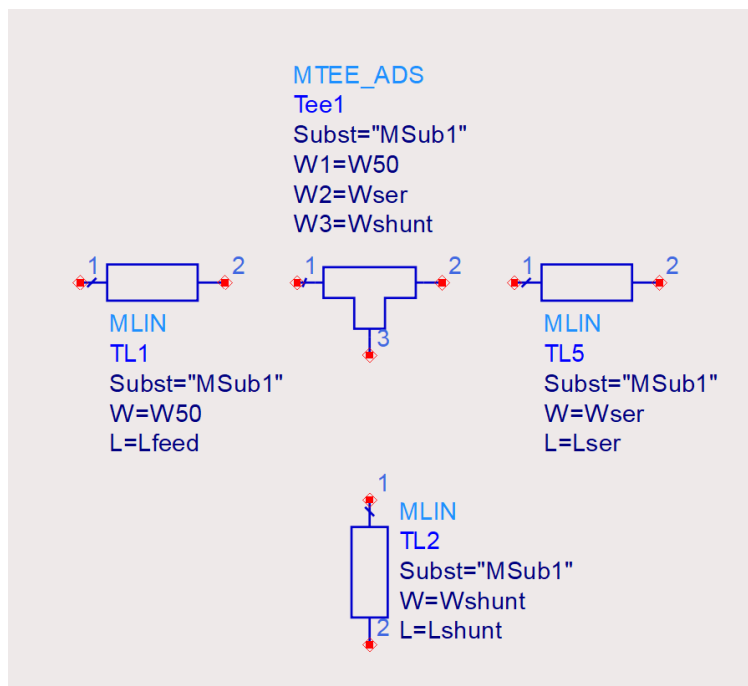 MTEE_ADS
Tee1
Subst="MSub1"
W1=W50
W2=Wser
W3=Wshunt
1 2 1 2 1 2
3
MLIN
TL1
Subst="MSub1"
W=W50
L=Lfeed
MLIN
TL5
Subst="MSub1"
W=Wser
L=Lser
1
MLIN
TL2
Subst="MSub1"
W=Wshunt
2 L=Lshunt